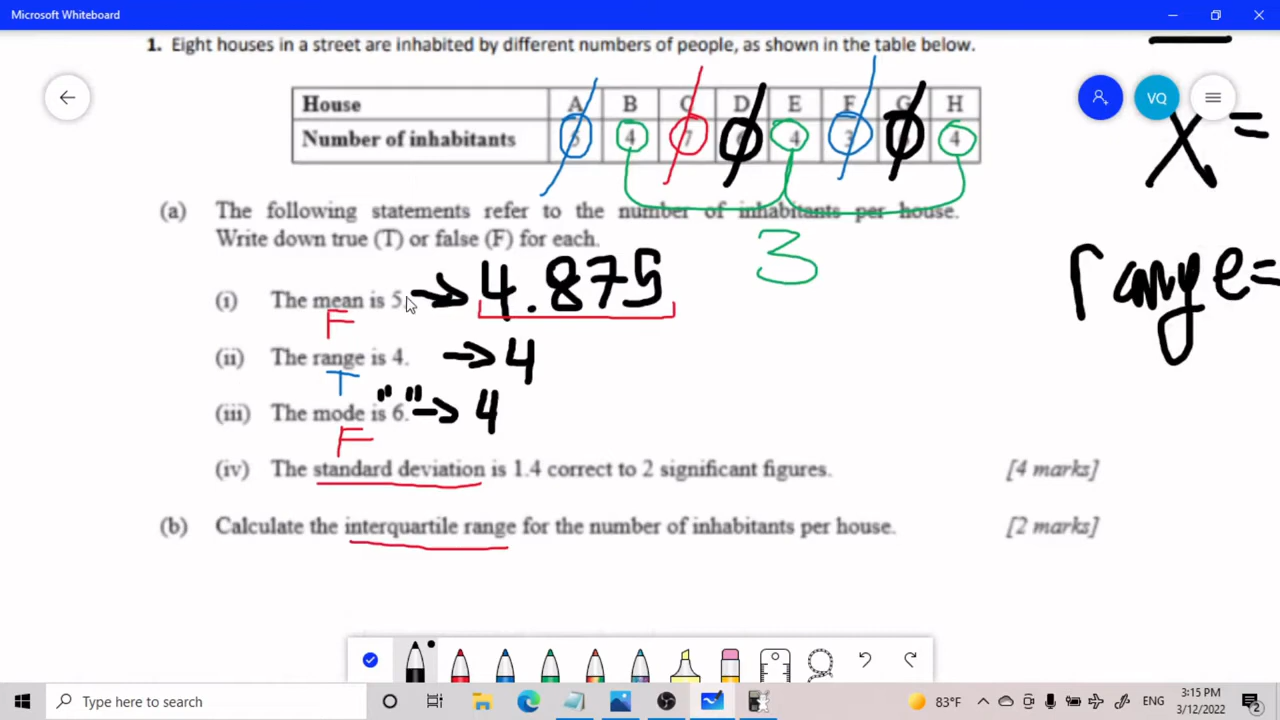 Microsoft Whiteboard
1. Eight houses in a street are inhabited by different numbers of people, as shown in the table below.
House A B C D E F G H
Number of inhabitants 4 7 4 3 4
VQ
x =
(a) The following statements refer to the number of inhabitants per house.
Write down true (T) or false (F) for each.
3
range=
(i) The mean is 5. → 4.875
F
(ii) The range is 4. → 4
T
(iii) The mode is "6." → 4
F
(iv) The standard deviation is 1.4 correct to 2 significant figures. [4 marks]
(b) Calculate the interquartile range for the number of inhabitants per house. [2 marks]
Type here to search
83°F
ENG
3:15 PM
3/12/2022
2